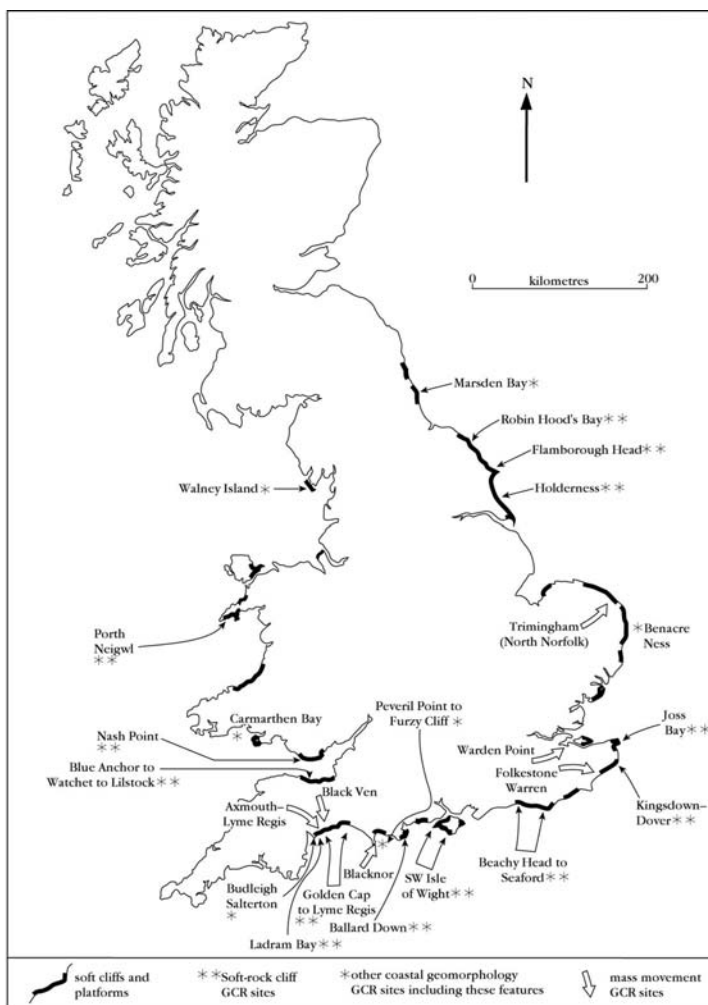 N
0 kilometres 200
Marsden Bay*
Robin Hood's Bay**
Flamborough Head**
Holderness**
Walney Island*
Trimingham
(North Norfolk)
*Benacre
Ness
Porth
Neigwl
**
Carmarthen Bay
*
Peveril Point to
Furzy Cliff*
Joss
Bay**
Nash Point
**
Warden Point
Blue Anchor to
Watchet to Lilstock**
Folkestone
Warren
Black Ven
Axmouth–
Lyme Regis
Kingsdown–
Dover**
Beachy Head to
Seaford**
*
Blacknor
SW Isle
of Wight**
Budleigh
Salterton
*
Golden Cap
to Lyme Regis
**
Ballard Down**
Ladram Bay**
soft cliffs and
platforms
**Soft-rock cliff
GCR sites
*other coastal geomorphology
GCR sites including these features
mass movement
GCR sites